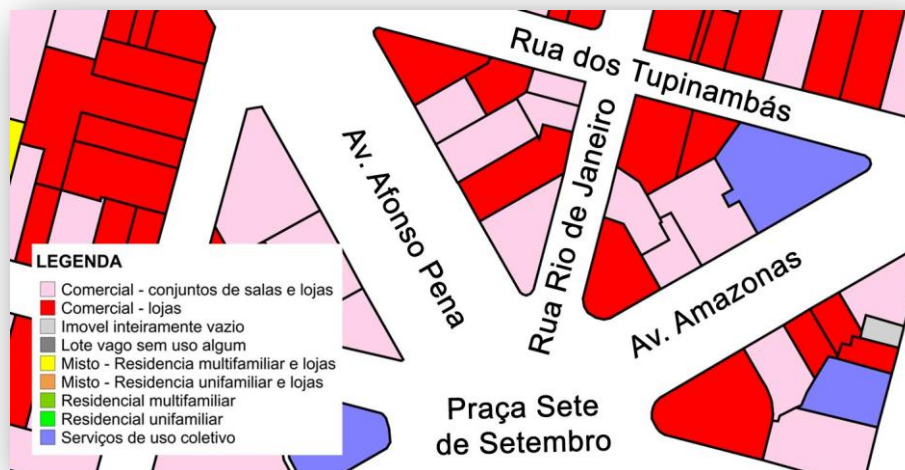 Rua dos Tupinambás
Av. Afonso Pena
Rua Rio de Janeiro
Av. Amazonas
Praça Sete
de Setembro
LEGENDA
Comercial - conjuntos de salas e lojas
Comercial - lojas
Imovel inteiramente vazio
Lote vago sem uso algum
Misto - Residencia multifamiliar e lojas
Misto - Residencia unifamiliar e lojas
Residencial multifamiliar
Residencial unifamiliar
Serviços de uso coletivo